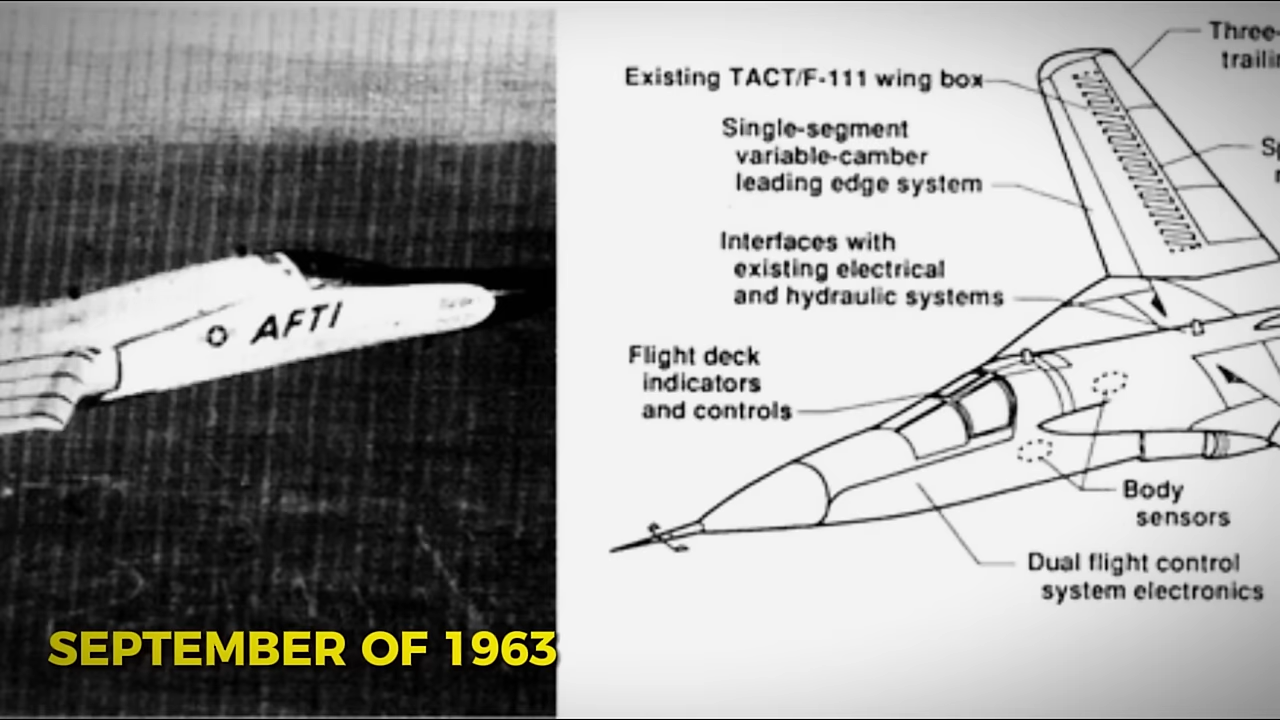 AFTI
SEPTEMBER OF 1963
Existing TACT/F-111 wing box
Single-segment
variable-camber
leading edge system
Interfaces with
existing electrical
and hydraulic systems
Flight deck
indicators
and controls
Three-
Body
sensors
Dual flight control
system electronics